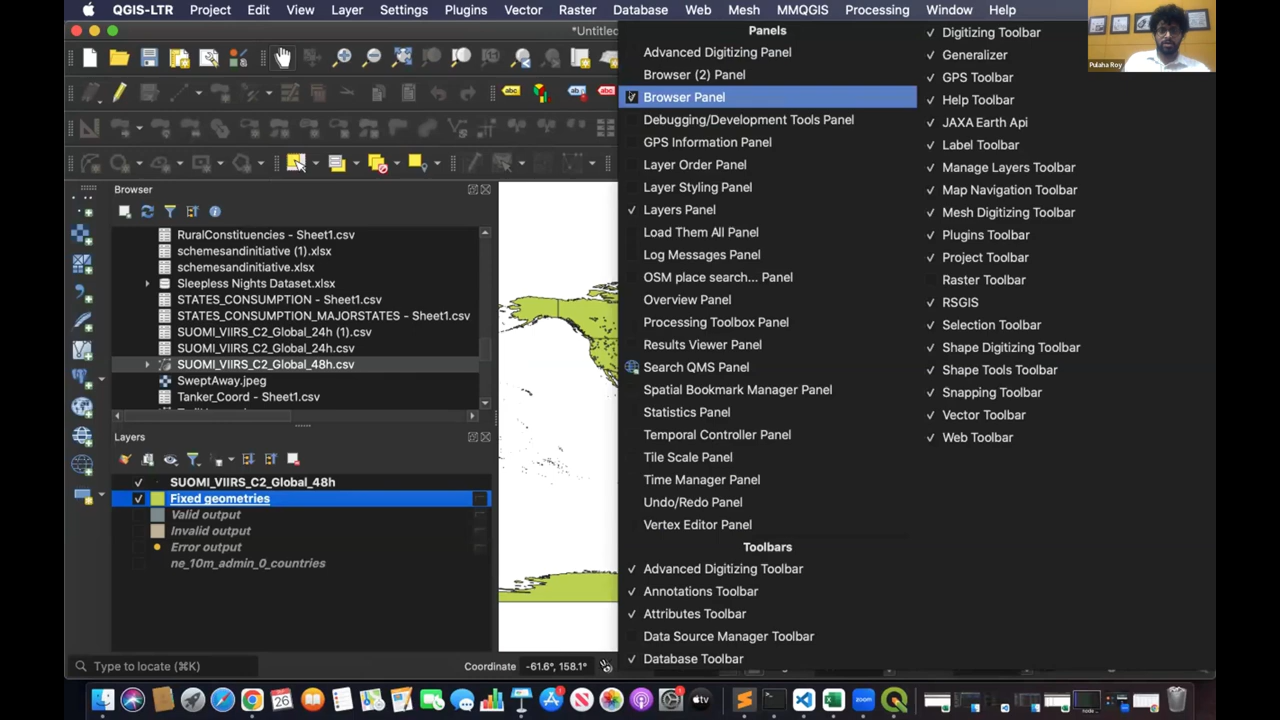 QGIS-LTR Project Edit View Layer Settings Plugins Vector Raster Database Web Mesh MMQGIS Processing Window Help
*Untitled
Pulaha Roy
Browser
RuralConstituencies - Sheet1.csv
schemesandinitiative (1).xlsx
schemesandinitiative.xlsx
Sleepless Nights Dataset.xlsx
STATES_CONSUMPTION - Sheet1.csv
STATES_CONSUMPTION_MAJORSTATES - Sheet1.csv
SUOMI_VIIRS_C2_Global_24h (1).csv
SUOMI_VIIRS_C2_Global_24h.csv
SUOMI_VIIRS_C2_Global_48h.csv
SweptAway.jpeg
Tanker_Coord - Sheet1.csv
Layers
SUOMI_VIIRS_C2_Global_48h
Fixed geometries
Valid output
Invalid output
Error output
ne_10m_admin_0_countries
Type to locate (⌘K)
Coordinate -61.6°, 158.1°
Panels
Advanced Digitizing Panel
Browser (2) Panel
Browser Panel
Debugging/Development Tools Panel
GPS Information Panel
Layer Order Panel
Layer Styling Panel
Layers Panel
Load Them All Panel
Log Messages Panel
OSM place search... Panel
Overview Panel
Processing Toolbox Panel
Results Viewer Panel
Search QMS Panel
Spatial Bookmark Manager Panel
Statistics Panel
Temporal Controller Panel
Tile Scale Panel
Time Manager Panel
Undo/Redo Panel
Vertex Editor Panel
Toolbars
Advanced Digitizing Toolbar
Annotations Toolbar
Attributes Toolbar
Data Source Manager Toolbar
Database Toolbar
Digitizing Toolbar
Generalizer
GPS Toolbar
Help Toolbar
JAXA Earth Api
Label Toolbar
Manage Layers Toolbar
Map Navigation Toolbar
Mesh Digitizing Toolbar
Plugins Toolbar
Project Toolbar
Raster Toolbar
RSGIS
Selection Toolbar
Shape Digitizing Toolbar
Shape Tools Toolbar
Snapping Toolbar
Vector Toolbar
Web Toolbar